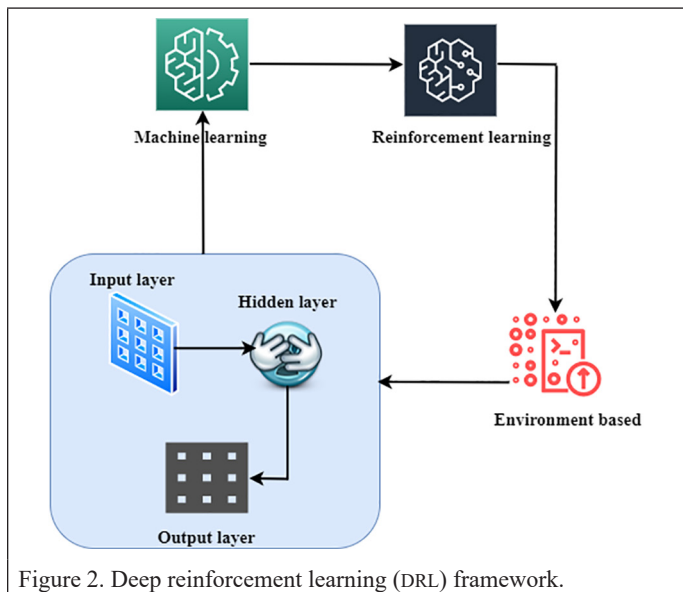 Machine learning
Reinforcement learning
Input layer
Hidden layer
Environment based
Output layer
Figure 2. Deep reinforcement learning (DRL) framework.